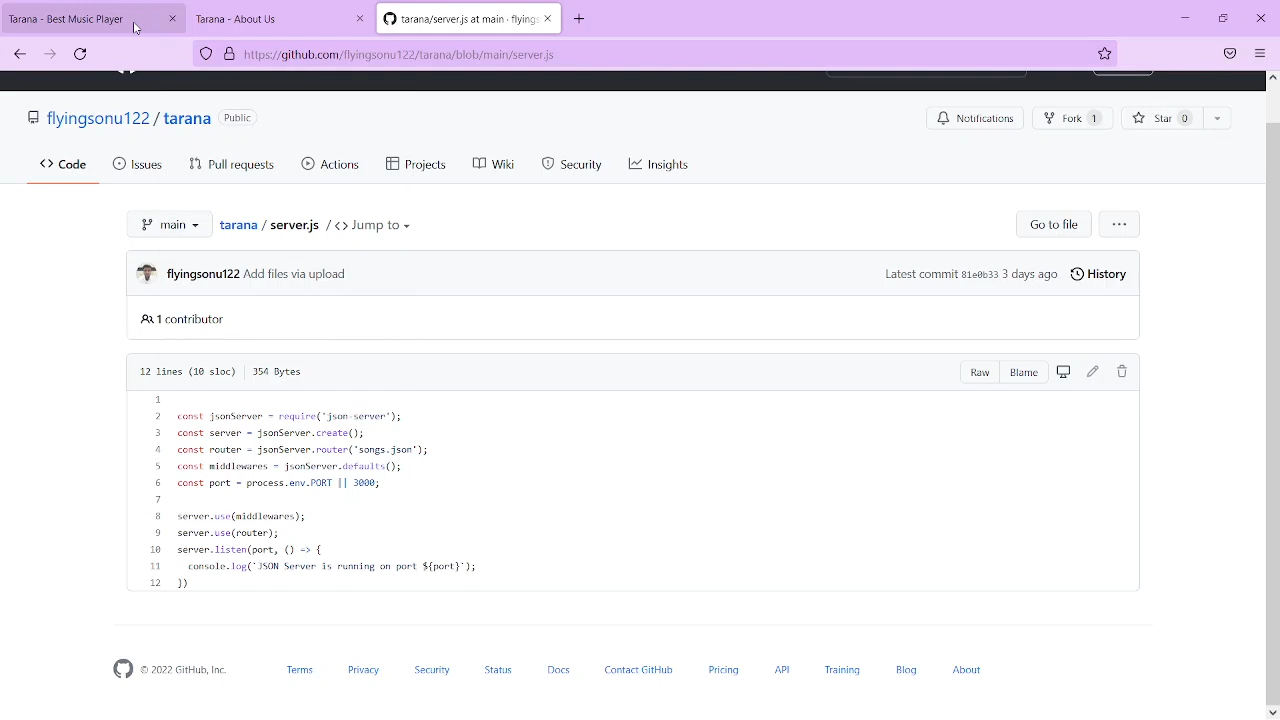 Tarana - Best Music Player
Tarana - About Us
tarana/server.js at main · flyings
https://github.com/flyingsonu122/tarana/blob/main/server.js
flyingsonu122 / tarana Public
Notifications Fork 1 Star 0
Code Issues Pull requests Actions Projects Wiki Security Insights
main tarana / server.js / <> Jump to Go to file ...
flyingsonu122 Add files via upload Latest commit 81e0b33 3 days ago History
1 contributor
12 lines (10 sloc) 354 Bytes Raw Blame
1
2 const jsonServer = require('json-server');
3 const server = jsonServer.create();
4 const router = jsonServer.router('songs.json');
5 const middlewares = jsonServer.defaults();
6 const port = process.env.PORT || 3000;
7
8 server.use(middlewares);
9 server.use(router);
10 server.listen(port, () => {
11 console.log(`JSON Server is running on port ${port}`);
12 })
© 2022 GitHub, Inc. Terms Privacy Security Status Docs Contact GitHub Pricing API Training Blog About